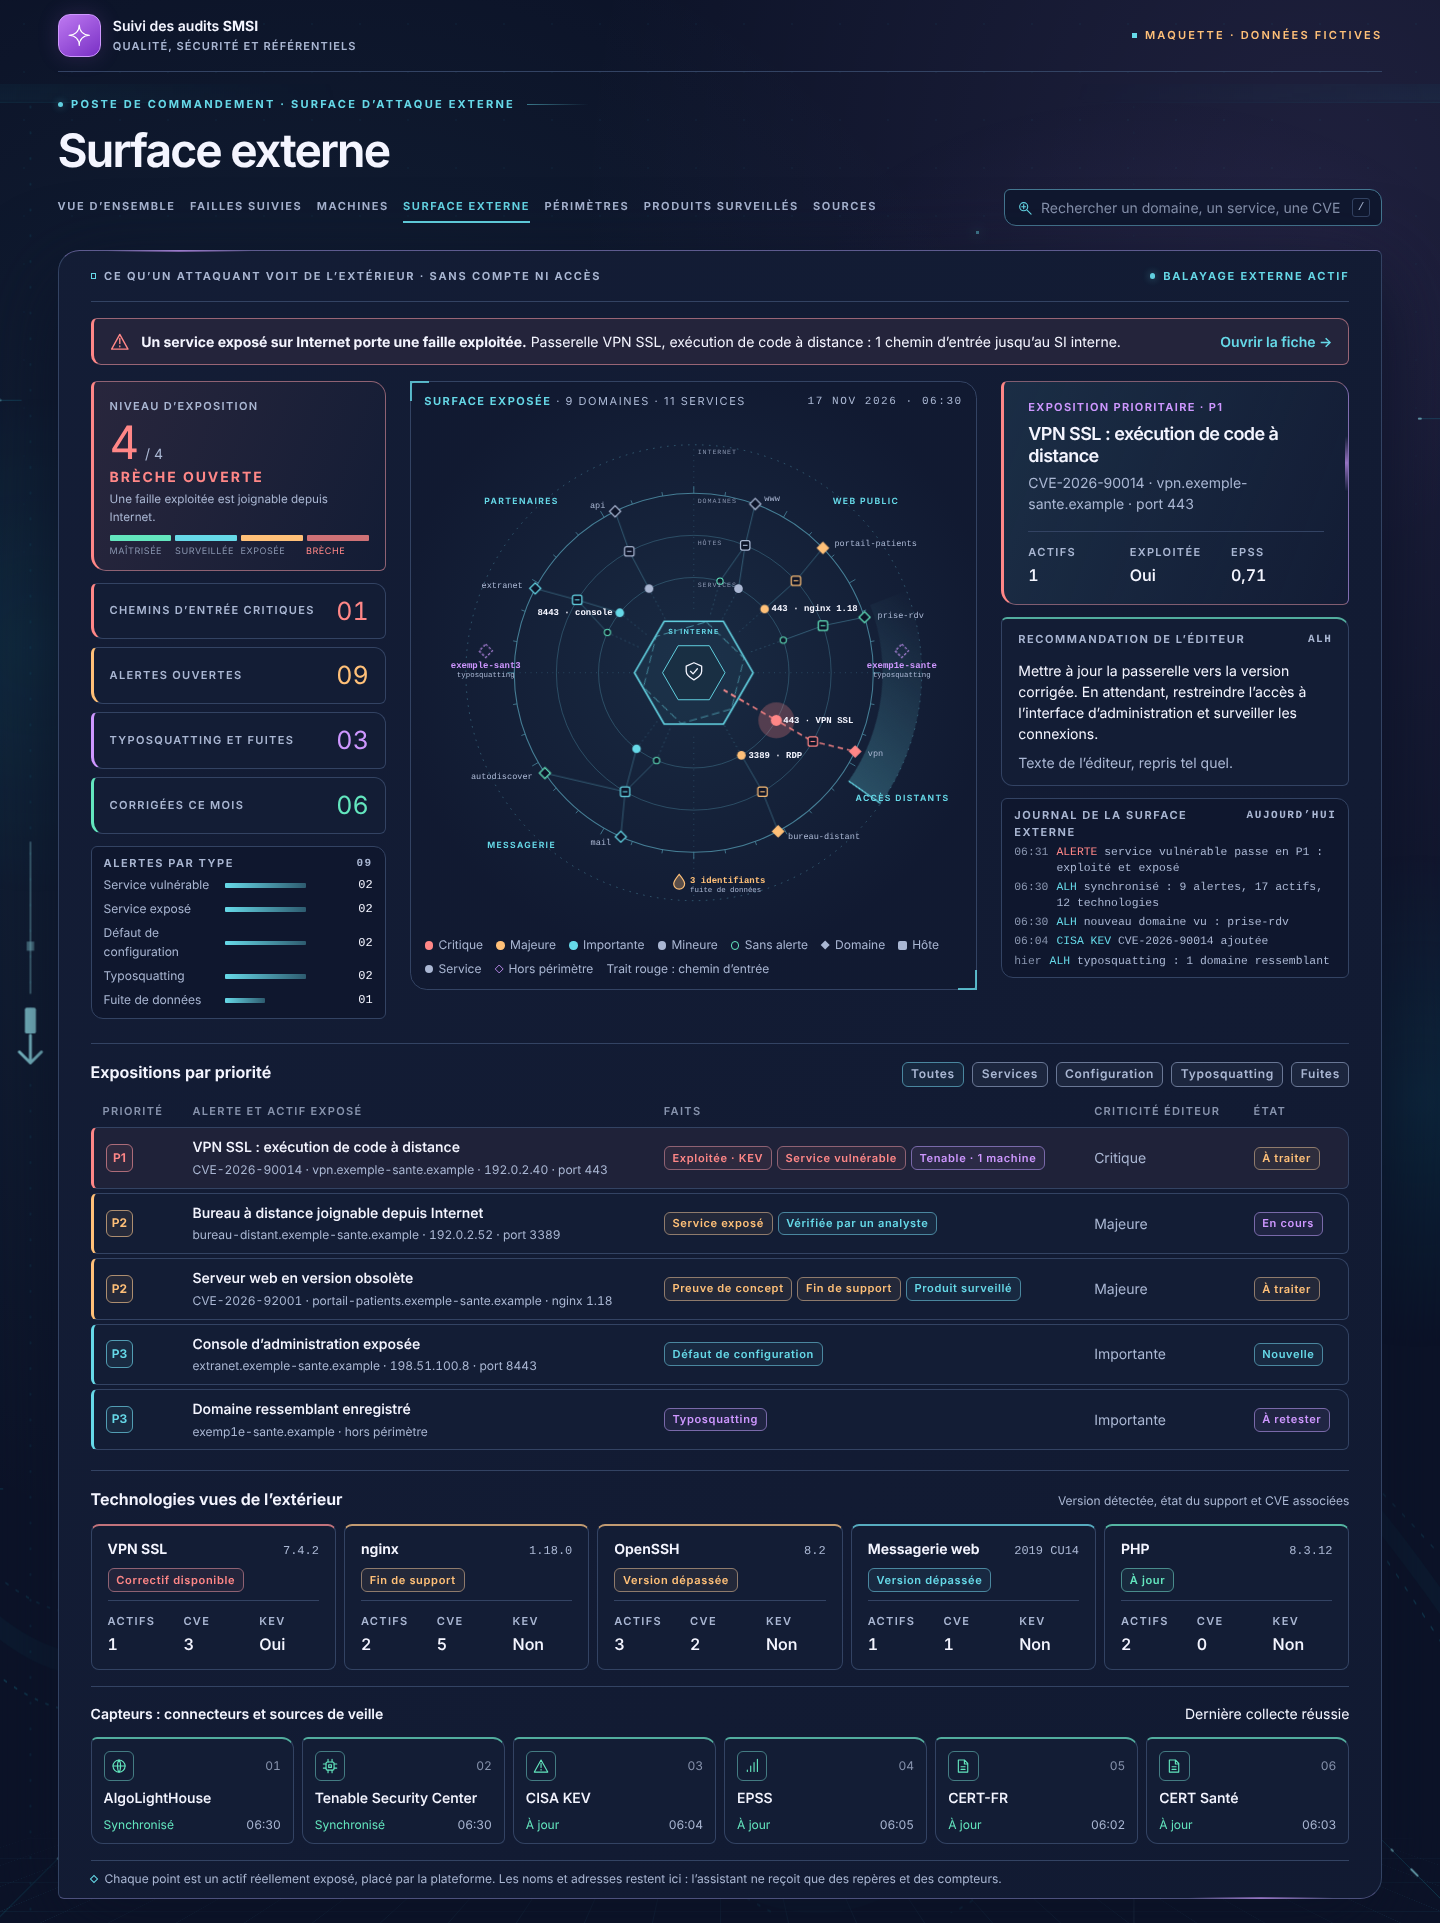 Suivi des audits SMSI
QUALITÉ, SÉCURITÉ ET RÉFÉRENTIELS
MAQUETTE · DONNÉES FICTIVES
POSTE DE COMMANDEMENT · SURFACE D’ATTAQUE EXTERNE
Surface externe
VUE D’ENSEMBLE FAILLES SUIVIES MACHINES SURFACE EXTERNE PÉRIMÈTRES PRODUITS SURVEILLÉS SOURCES
Rechercher un domaine, un service, une CVE /
CE QU’UN ATTAQUANT VOIT DE L’EXTÉRIEUR · SANS COMPTE NI ACCÈS
BALAYAGE EXTERNE ACTIF
Un service exposé sur Internet porte une faille exploitée. Passerelle VPN SSL, exécution de code à distance : 1 chemin d’entrée jusqu’au SI interne.
Ouvrir la fiche →
NIVEAU D’EXPOSITION
4 / 4
BRÈCHE OUVERTE
Une faille exploitée est joignable depuis
Internet.
MAÎTRISÉE SURVEILLÉE EXPOSÉE BRÈCHE
CHEMINS D’ENTRÉE CRITIQUES 01
ALERTES OUVERTES 09
TYPOSQUATTING ET FUITES 03
CORRIGÉES CE MOIS 06
ALERTES PAR TYPE 09
Service vulnérable 02
Service exposé 02
Défaut de
configuration 02
Typosquatting 02
Fuite de données 01
SURFACE EXPOSÉE · 9 DOMAINES · 11 SERVICES
17 NOV 2026 · 06:30
INTERNET
PARTENAIRES
DOMAINES
www
WEB PUBLIC
api
HÔTES
portail-patients
extranet
SERVICES
8443 · console
443 · nginx 1.18
prise-rdv
SI INTERNE
exemple-sant3
typosquatting
exemp1e-sante
typosquatting
443 · VPN SSL
3389 · RDP
vpn
autodiscover
ACCÈS DISTANTS
MESSAGERIE
mail
bureau-distant
3 identifiants
fuite de données
Critique Majeure Importante Mineure Sans alerte Domaine Hôte
Service Hors périmètre Trait rouge : chemin d’entrée
EXPOSITION PRIORITAIRE · P1
VPN SSL : exécution de code à
distance
CVE-2026-90014 · vpn.exemple-
sante.exemple · port 443
ACTIFS EXPLOITÉE EPSS
1 Oui 0,71
RECOMMANDATION DE L’ÉDITEUR ALH
Mettre à jour la passerelle vers la version
corrigée. En attendant, restreindre l’accès à
l’interface d’administration et surveiller les
connexions.
Texte de l’éditeur, repris tel quel.
JOURNAL DE LA SURFACE
EXTERNE
AUJOURD’HUI
06:31 ALERTE service vulnérable passe en P1 :
exploité et exposé
06:30 ALH synchronisé : 9 alertes, 17 actifs,
12 technologies
06:30 ALH nouveau domaine vu : prise-rdv
06:04 CISA KEV CVE-2026-90014 ajoutée
hier ALH typosquatting : 1 domaine ressemblant
Expositions par priorité
Toutes Services Configuration Typosquatting Fuites
PRIORITÉ ALERTE ET ACTIF EXPOSÉ FAITS CRITICITÉ ÉDITEUR ÉTAT
P1 VPN SSL : exécution de code à distance
CVE-2026-90014 · vpn.exemple-sante.exemple · 192.0.2.40 · port 443
Exploitée · KEV Service vulnérable Tenable · 1 machine
Critique À traiter
P2 Bureau à distance joignable depuis Internet
bureau-distant.exemple-sante.exemple · 192.0.2.52 · port 3389
Service exposé Vérifiée par un analyste
Majeure En cours
P2 Serveur web en version obsolète
CVE-2026-92001 · portail-patients.exemple-sante.exemple · nginx 1.18
Preuve de concept Fin de support Produit surveillé
Majeure À traiter
P3 Console d’administration exposée
extranet.exemple-sante.exemple · 198.51.100.8 · port 8443
Défaut de configuration
Importante Nouvelle
P3 Domaine ressemblant enregistré
exemp1e-sante.exemple · hors périmètre
Typosquatting
Importante À retester
Technologies vues de l’extérieur
Version détectée, état du support et CVE associées
VPN SSL 7.4.2
Correctif disponible
ACTIFS CVE KEV
1 3 Oui
nginx 1.18.0
Fin de support
ACTIFS CVE KEV
2 5 Non
OpenSSH 8.2
Version dépassée
ACTIFS CVE KEV
3 2 Non
Messagerie web 2019 CU14
Version dépassée
ACTIFS CVE KEV
1 1 Non
PHP 8.3.12
À jour
ACTIFS CVE KEV
2 0 Non
Capteurs : connecteurs et sources de veille
Dernière collecte réussie
01
AlgoLightHouse
Synchronisé 06:30
02
Tenable Security Center
Synchronisé 06:30
03
CISA KEV
À jour 06:04
04
EPSS
À jour 06:05
05
CERT-FR
À jour 06:02
06
CERT Santé
À jour 06:03
Chaque point est un actif réellement exposé, placé par la plateforme. Les noms et adresses restent ici : l’assistant ne reçoit que des repères et des compteurs.